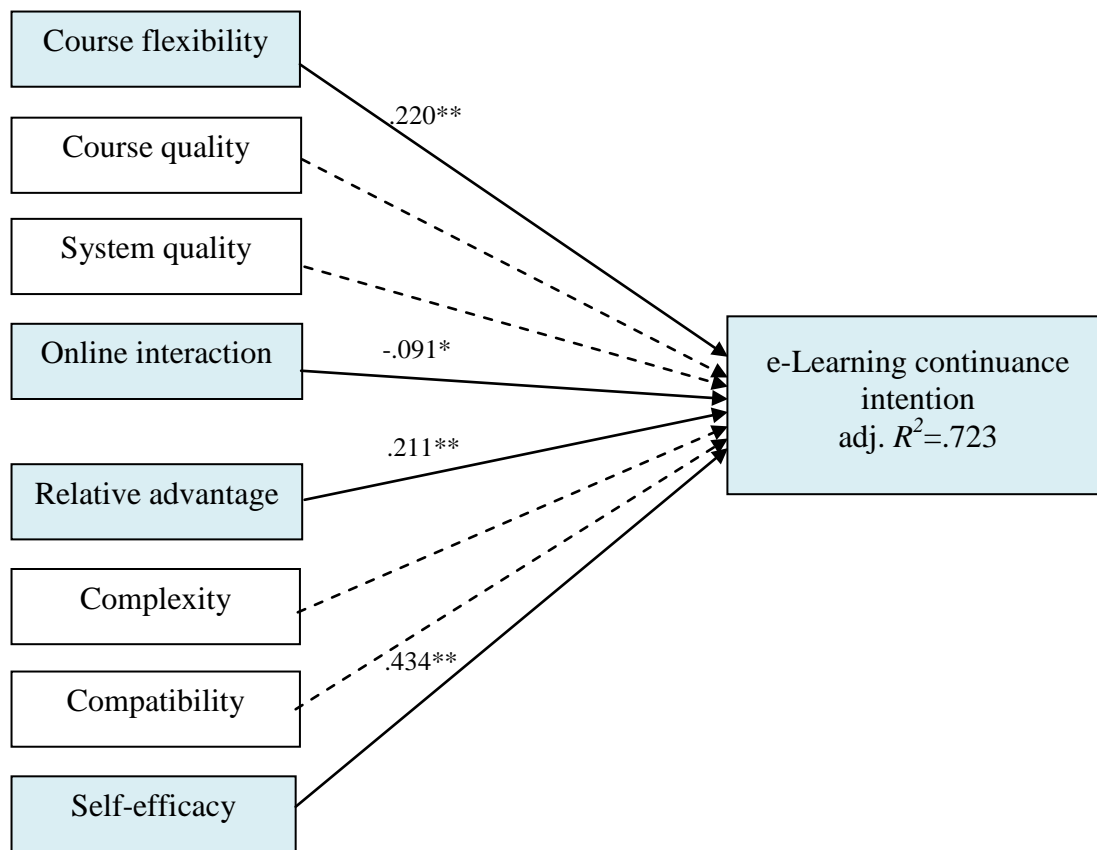 Course flexibility
.220**
Course quality
System quality
Online interaction
-.091*
e-Learning continuance
intention
adj. R²=.723
.211**
Relative advantage
Complexity
.434**
Compatibility
Self-efficacy